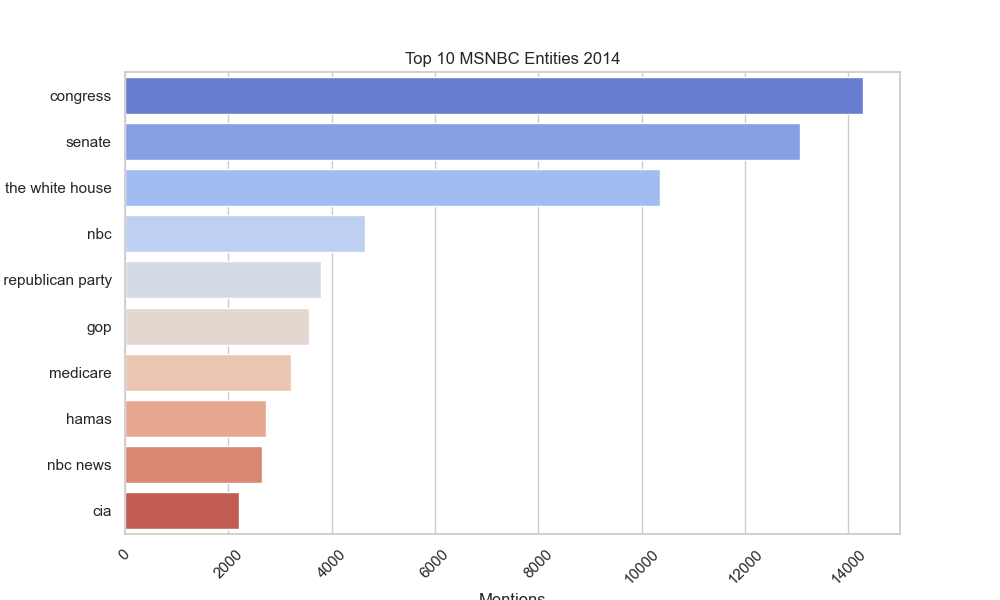 Top 10 MSNBC Entities 2014
congress
senate
the white house
nbc
republican party
gop
medicare
hamas
nbc news
cia
0
2000
4000
6000
8000
10000
12000
14000
Mentions